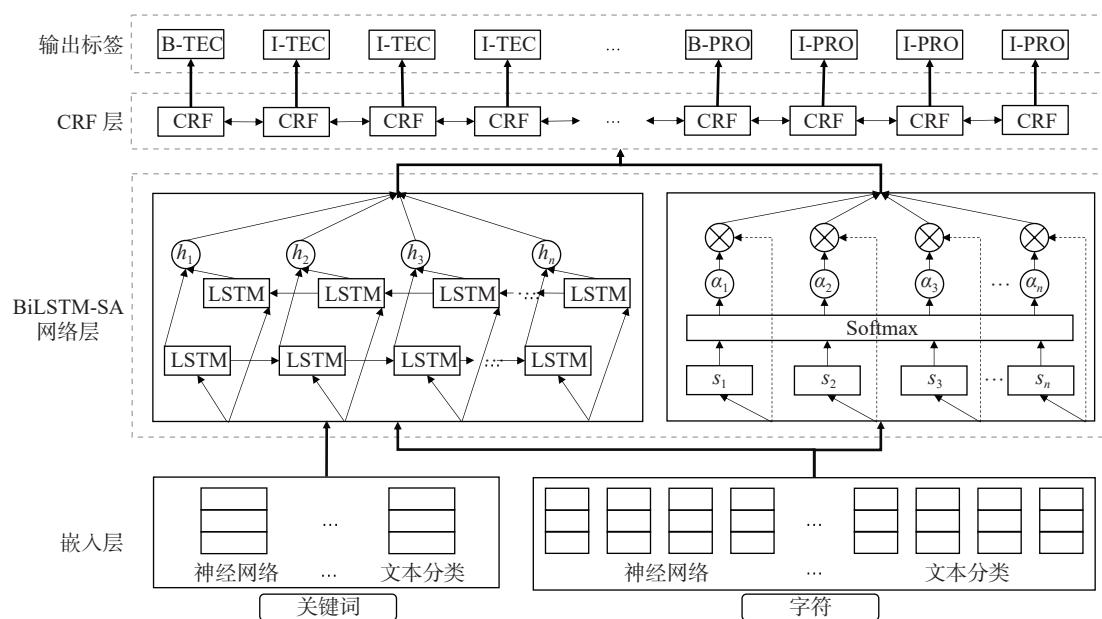 输出标签 B-TEC I-TEC I-TEC I-TEC ... B-PRO I-PRO I-PRO I-PRO
CRF 层 CRF CRF CRF CRF ... CRF CRF CRF CRF
BiLSTM-SA
网络层
h1 h2 h3 hn
LSTM LSTM LSTM ... LSTM
LSTM LSTM LSTM ... LSTM
α1 α2 α3 ... αn
Softmax
s1 s2 s3 ... sn
嵌入层
... ...
神经网络 ... 文本分类 神经网络 ... 文本分类
关键词 字符